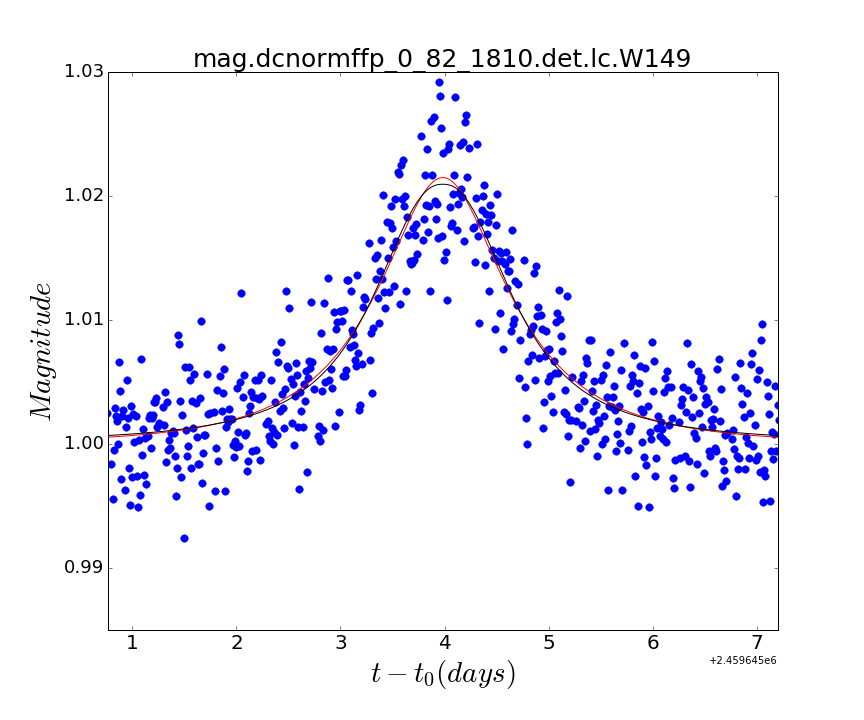 mag.dcnormffp_0_82_1810.det.lc.W149
1.03
1.02
1.01
1.00
0.99
Magnitude
1 2 3 4 5 6 7
+2.459645e6
t − t₀(days)